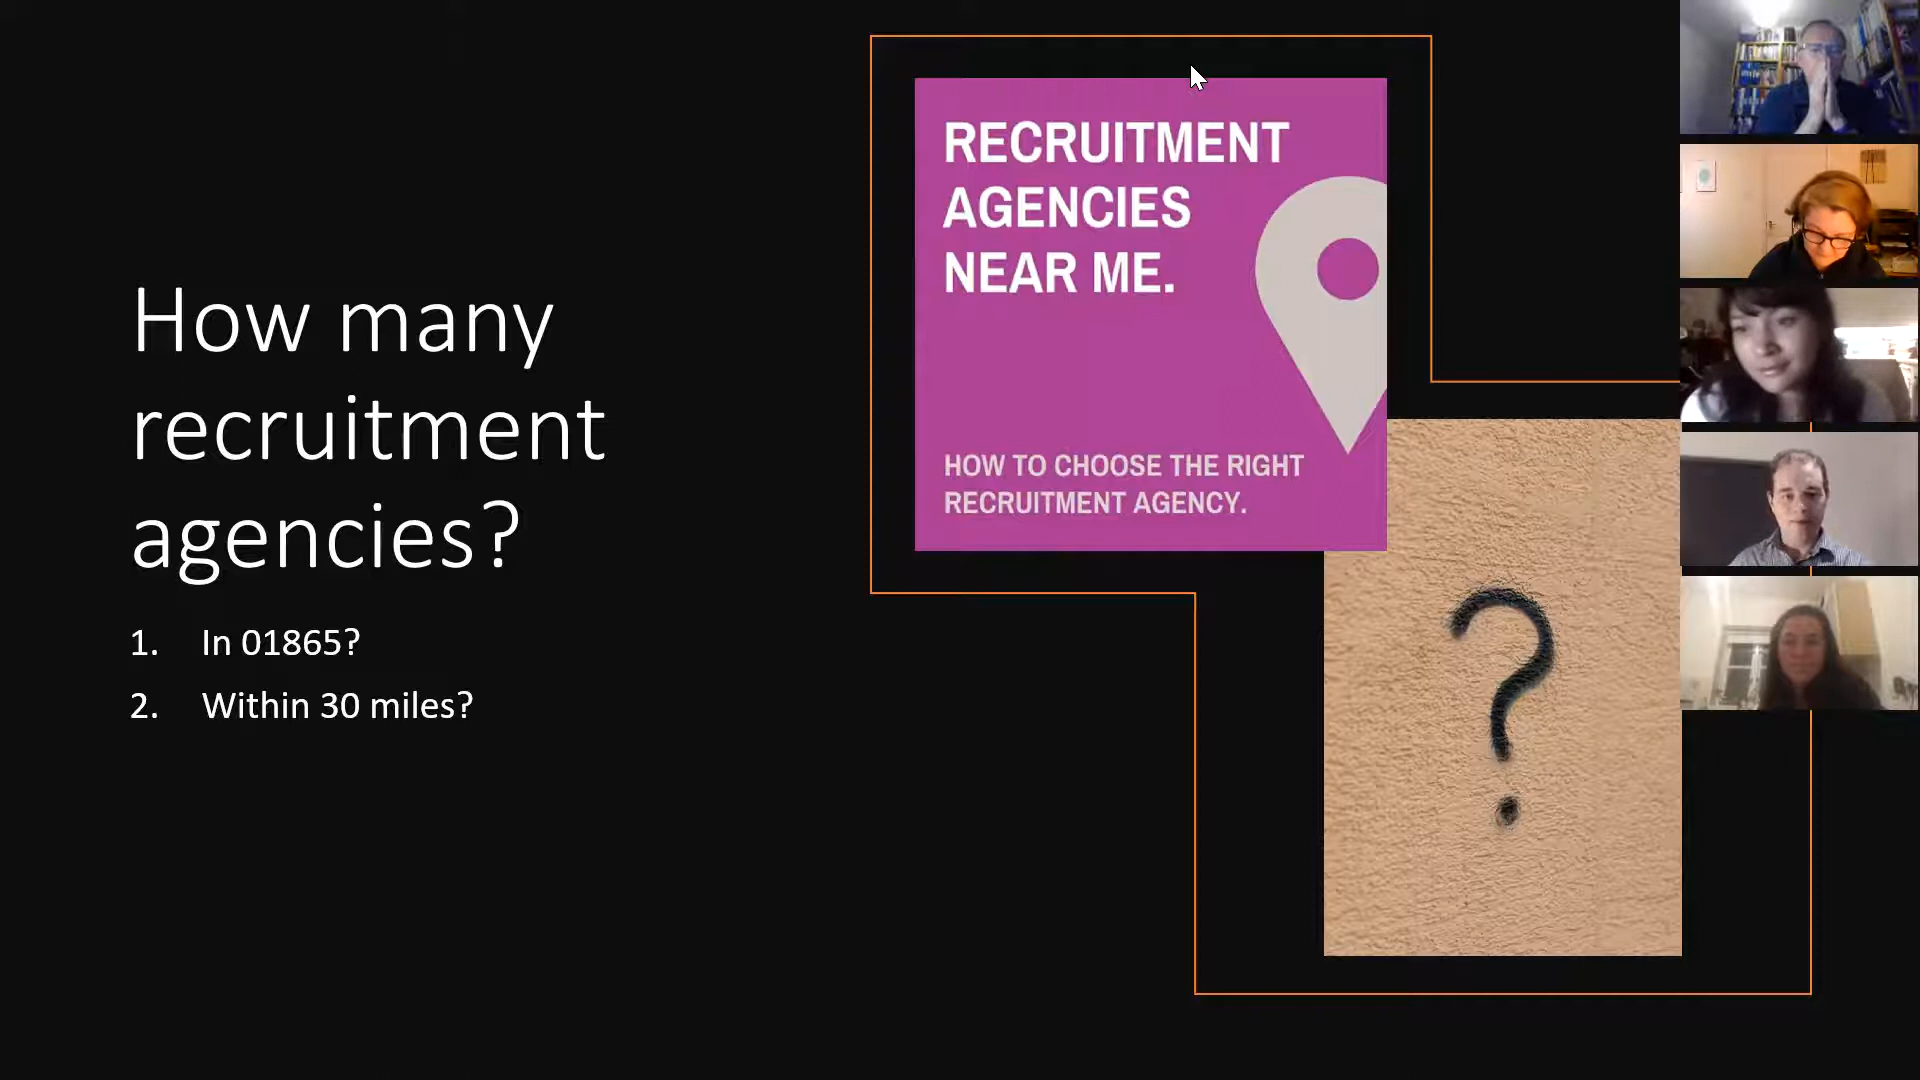 How many
recruitment
agencies?
1. In 01865?
2. Within 30 miles?
RECRUITMENT
AGENCIES
NEAR ME.
HOW TO CHOOSE THE RIGHT
RECRUITMENT AGENCY.
?